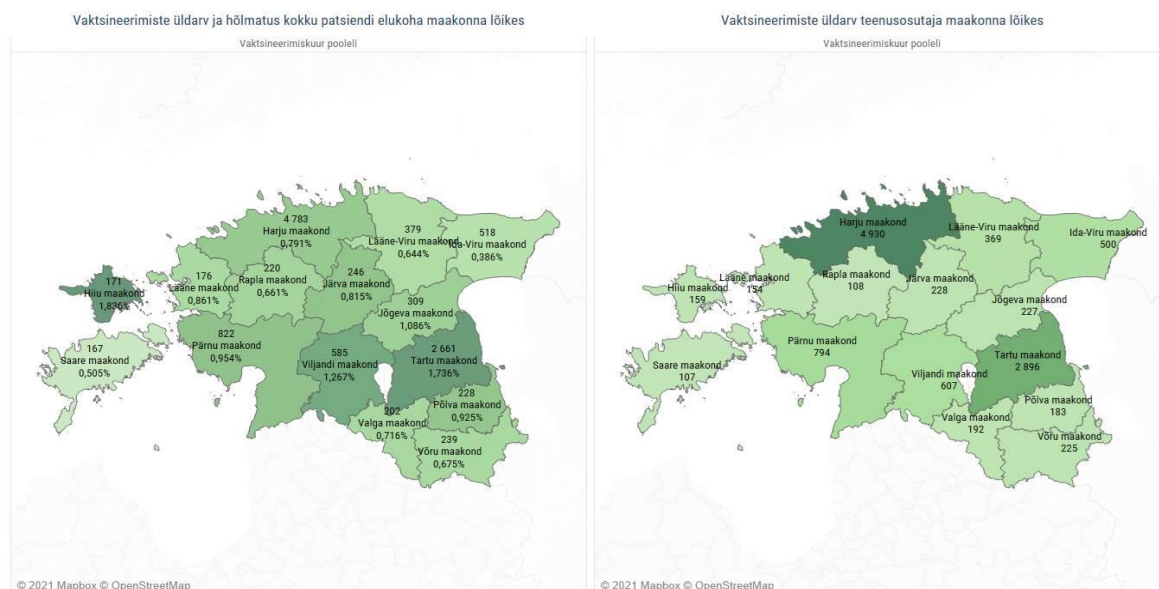 Vaktsineerimiste üldarv ja hõlmatus kokku patsiendi elukoha maakonna lõikes
Vaktsineerimiskuur pooleli
4 783
Harju maakond
0,791%
379
Lääne-Viru maakond
0,644%
518
Ida-Viru maakond
0,386%
171
Hiiu maakond
1,836%
176
Lääne maakond
0,861%
220
Rapla maakond
0,661%
246
Järva maakond
0,815%
309
Jõgeva maakond
1,086%
822
Pärnu maakond
0,954%
167
Saare maakond
0,505%
585
Viljandi maakond
1,267%
2 661
Tartu maakond
1,736%
228
Põlva maakond
0,925%
202
Valga maakond
0,716%
239
Võru maakond
0,675%
© 2021 Mapbox © OpenStreetMap
Vaktsineerimiste üldarv teenusosutaja maakonna lõikes
Vaktsineerimiskuur pooleli
Harju maakond
4 930
Lääne-Viru maakond
369
Ida-Viru maakond
500
Hiiu maakond
159
Lääne maakond
154
Rapla maakond
108
Järva maakond
228
Jõgeva maakond
227
Pärnu maakond
794
Saare maakond
107
Viljandi maakond
607
Tartu maakond
2 896
Põlva maakond
183
Valga maakond
192
Võru maakond
225
© 2021 Mapbox © OpenStreetMap